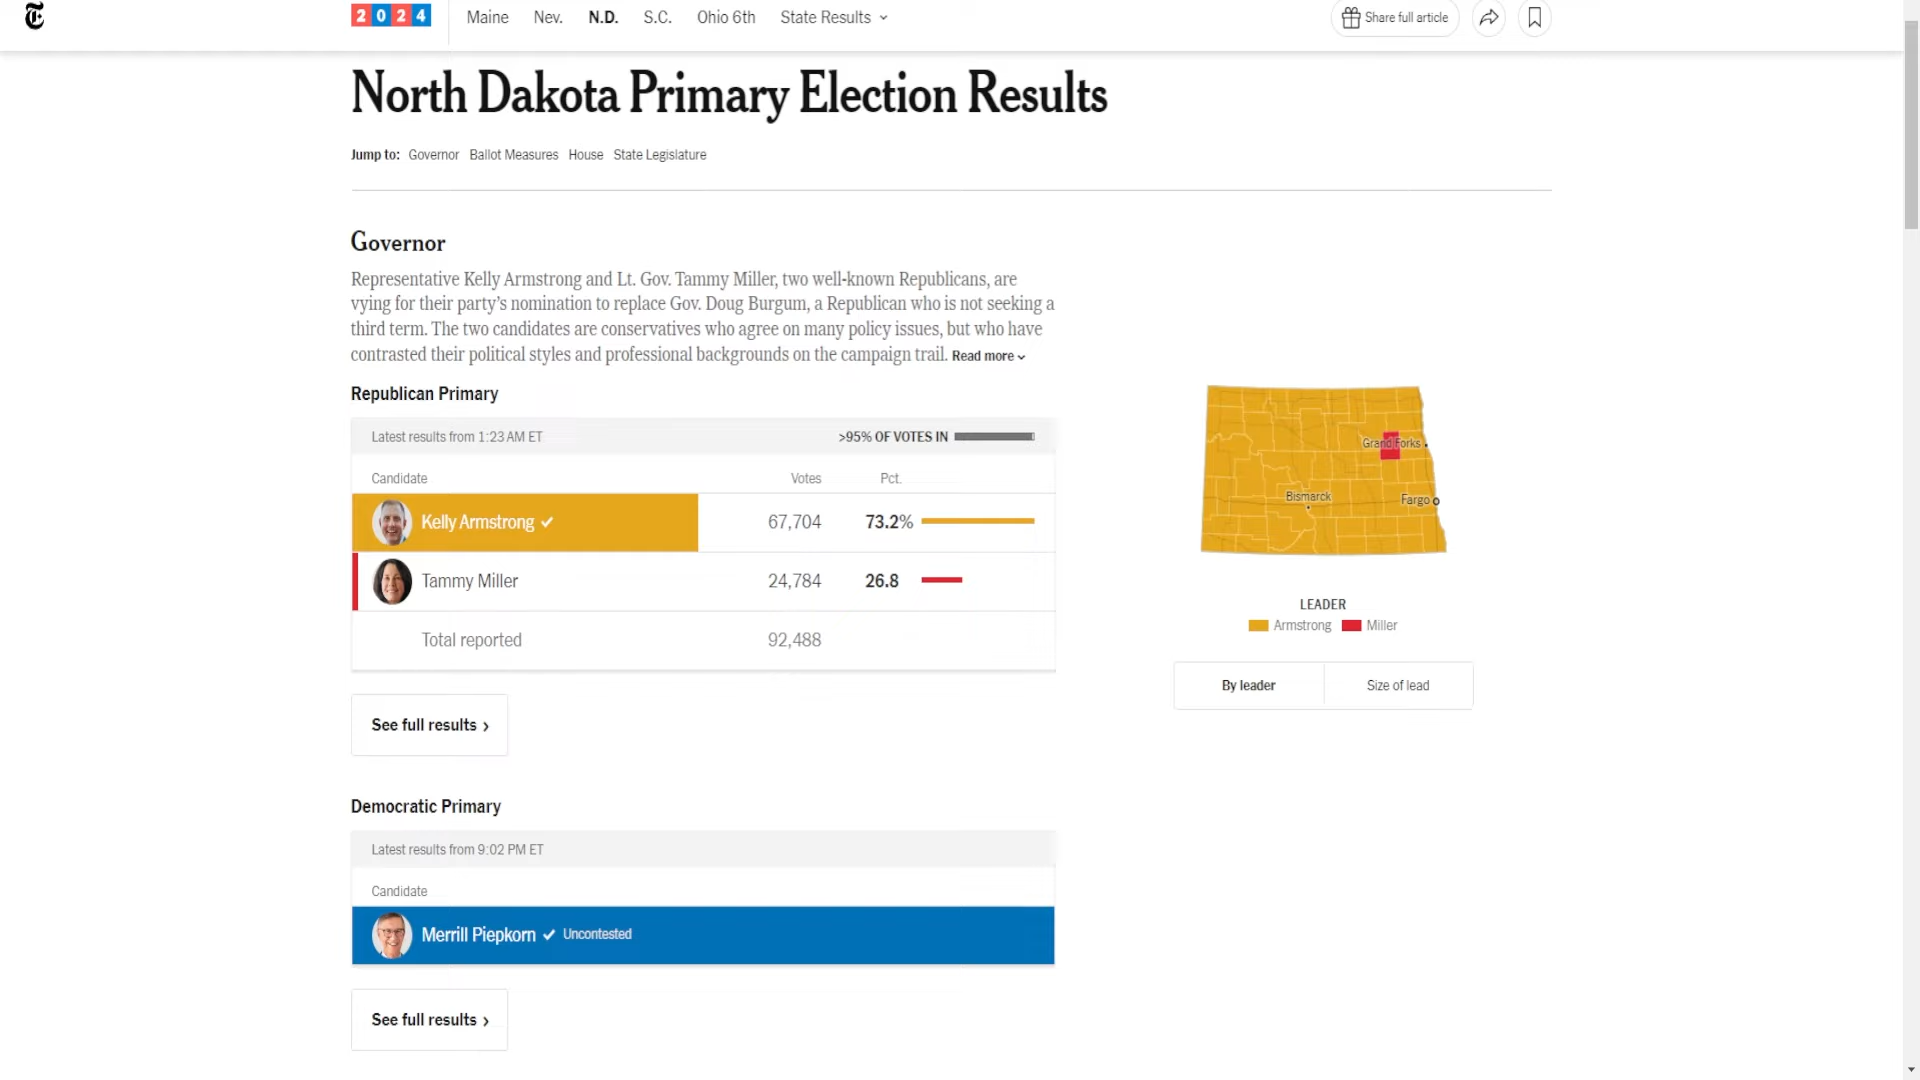 T
2024
Maine Nev. N.D. S.C. Ohio 6th State Results
Share full article
North Dakota Primary Election Results
Jump to: Governor Ballot Measures House State Legislature
Governor
Representative Kelly Armstrong and Lt. Gov. Tammy Miller, two well-known Republicans, are
vying for their party’s nomination to replace Gov. Doug Burgum, a Republican who is not seeking a
third term. The two candidates are conservatives who agree on many policy issues, but who have
contrasted their political styles and professional backgrounds on the campaign trail. Read more
Republican Primary
Latest results from 1:23 AM ET >95% OF VOTES IN
Candidate Votes Pct.
Kelly Armstrong 67,704 73.2%
Tammy Miller 24,784 26.8
Total reported 92,488
See full results ›
Grand Forks
Bismarck
Fargo
LEADER
Armstrong Miller
By leader Size of lead
Democratic Primary
Latest results from 9:02 PM ET
Candidate
Merrill Piepkorn Uncontested
See full results ›